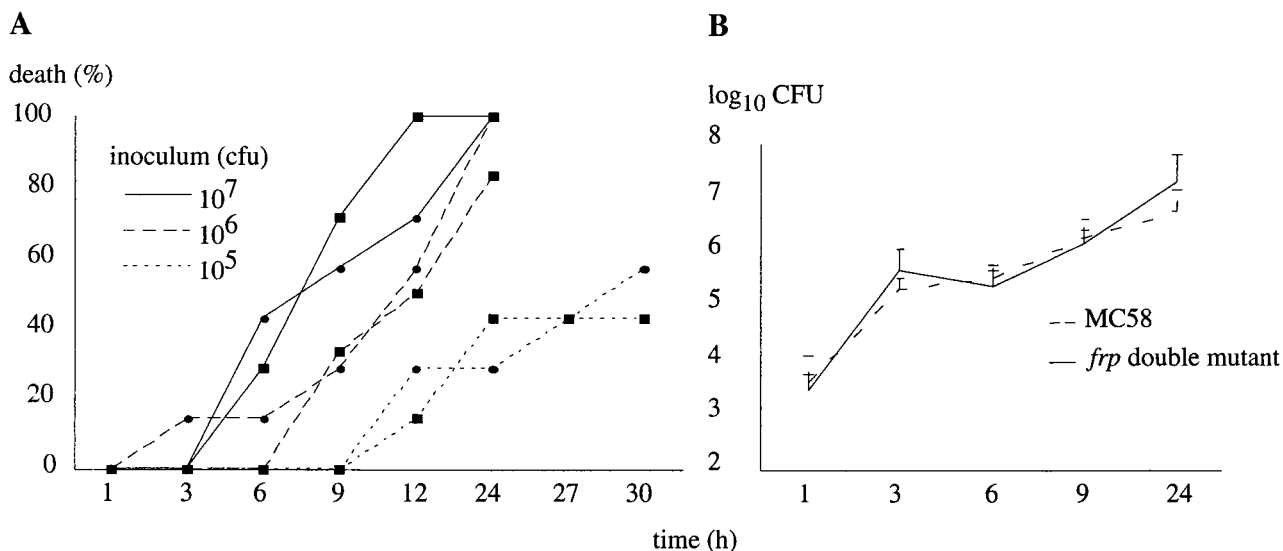 A
death (%)
100
80
60
40
20
0
inoculum (cfu)
10^7
10^6
10^5
1 3 6 9 12 24 27 30
B
log10 CFU
8
7
6
5
4
3
2
MC58
frp double mutant
1 3 6 9 24
time (h)